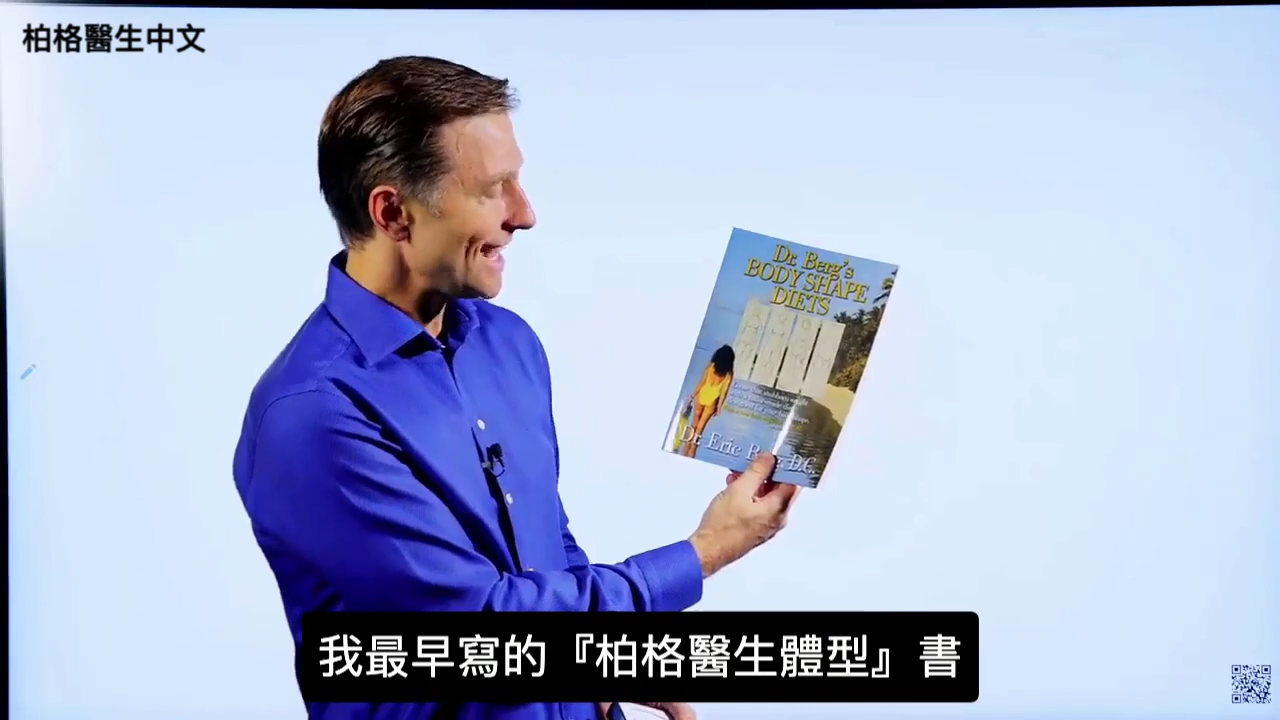 柏格醫生中文
Dr. Berg's
BODY SHAPE
DIETS
Dr. Eric
D.C.
我最早寫的『柏格醫生體型』書